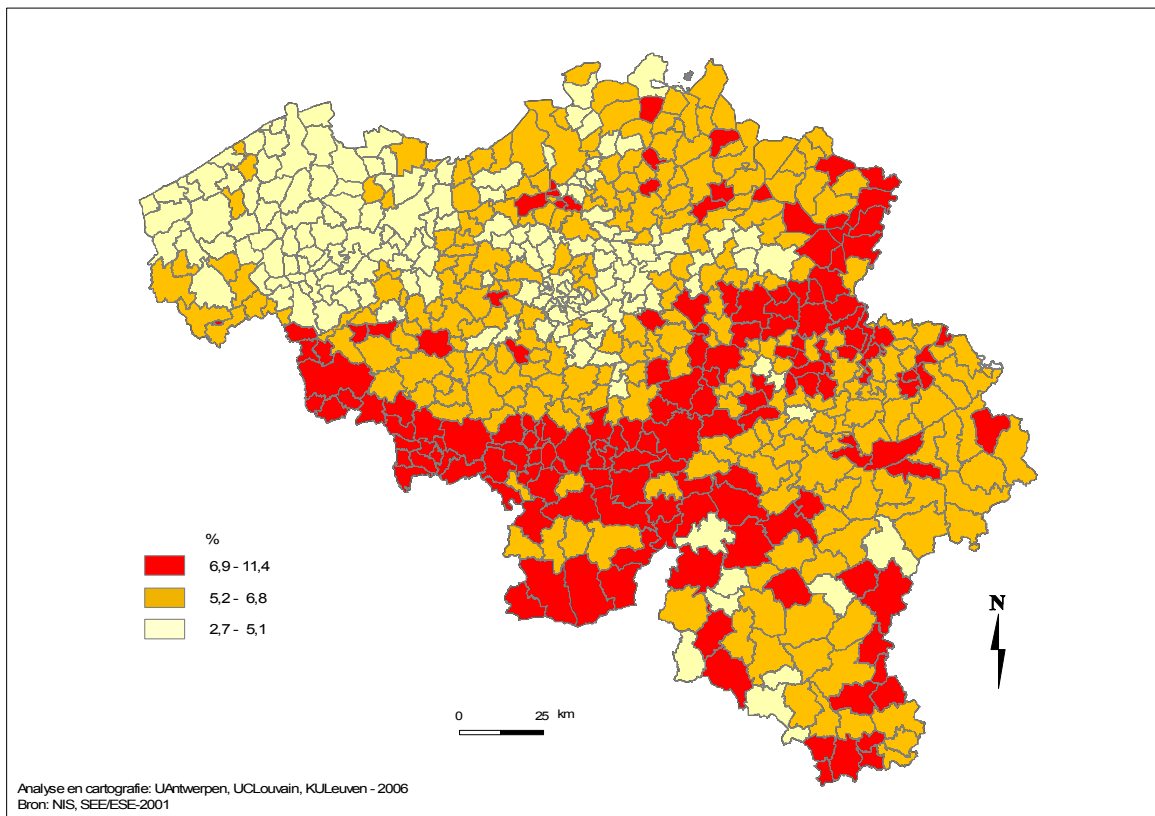 %
6,9 - 11,4
5,2 - 6,8
2,7 - 5,1
N
0 25 km
Analyse en cartografie: UAntwerpen, UCLouvain, KULeuven - 2006
Bron: NIS, SEE/ESE-2001